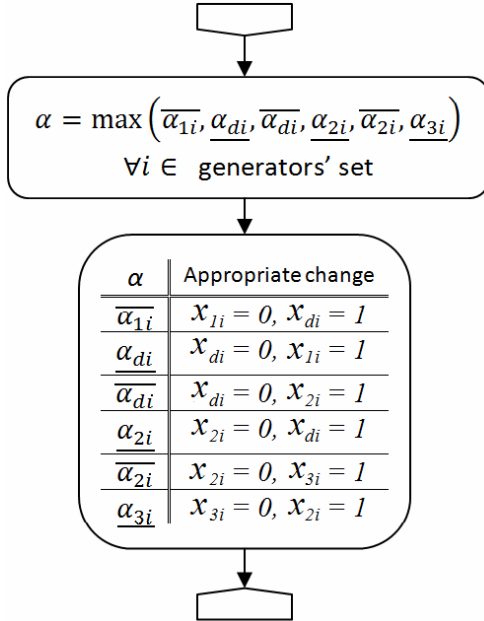 α = max(α̅₁ᵢ, α̲dᵢ, α̅dᵢ, α̲₂ᵢ, α̅₂ᵢ, α̲₃ᵢ)
∀i ∈ generators’ set
α Appropriate change
α̅₁ᵢ x₁ᵢ = 0, xdᵢ = 1
α̲dᵢ xdᵢ = 0, x₁ᵢ = 1
α̅dᵢ xdᵢ = 0, x₂ᵢ = 1
α̲₂ᵢ x₂ᵢ = 0, xdᵢ = 1
α̅₂ᵢ x₂ᵢ = 0, x₃ᵢ = 1
α̲₃ᵢ x₃ᵢ = 0, x₂ᵢ = 1